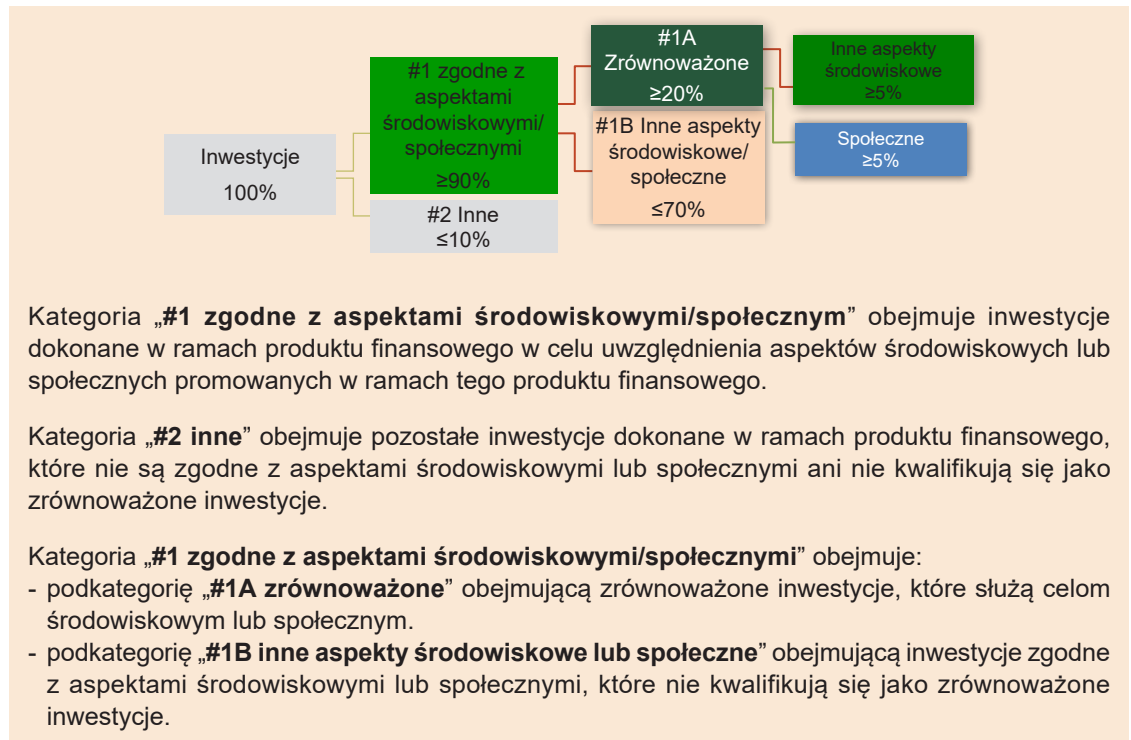 Inwestycje
100%
#1 zgodne z
aspektami
środowiskowymi/
społecznymi
≥90%
#2 Inne
≤10%
#1A
Zrównoważone
≥20%
#1B Inne aspekty
środowiskowe/
społeczne
≤70%
Inne aspekty
środowiskowe
≥5%
Społeczne
≥5%
Kategoria „#1 zgodne z aspektami środowiskowymi/społecznym” obejmuje inwestycje
dokonane w ramach produktu finansowego w celu uwzględnienia aspektów środowiskowych lub
społecznych promowanych w ramach tego produktu finansowego.
Kategoria „#2 inne” obejmuje pozostałe inwestycje dokonane w ramach produktu finansowego,
które nie są zgodne z aspektami środowiskowymi lub społecznymi ani nie kwalifikują się jako
zrównoważone inwestycje.
Kategoria „#1 zgodne z aspektami środowiskowymi/społecznymi” obejmuje:
- podkategorię „#1A zrównoważone” obejmującą zrównoważone inwestycje, które służą celom
środowiskowym lub społecznym.
- podkategorię „#1B inne aspekty środowiskowe lub społeczne” obejmującą inwestycje zgodne
z aspektami środowiskowymi lub społecznymi, które nie kwalifikują się jako zrównoważone
inwestycje.